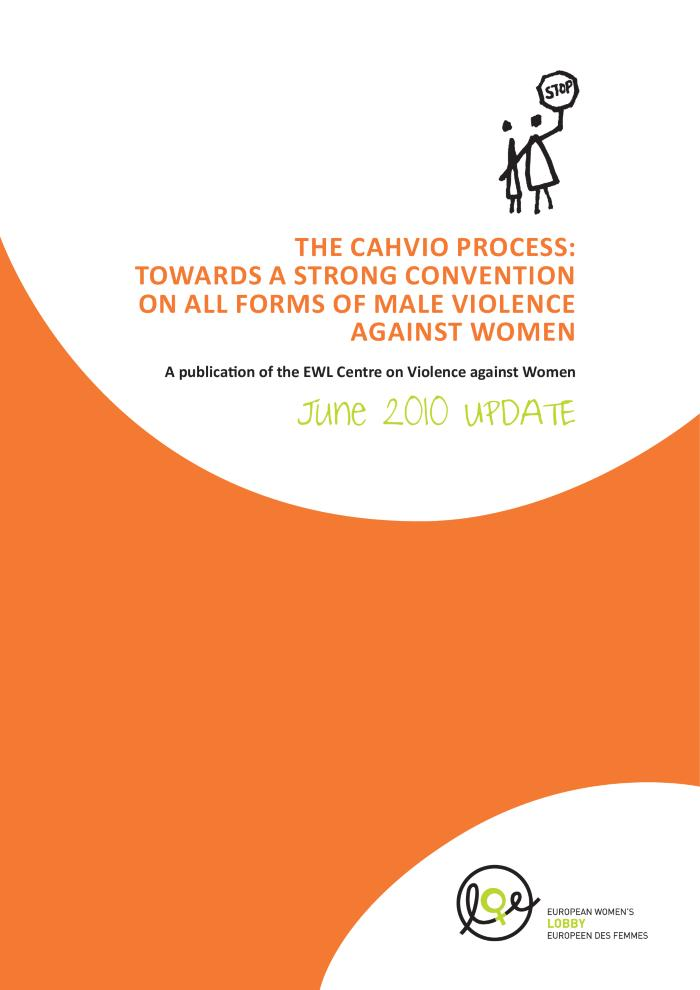 STOP
THE CAHVIO PROCESS:
TOWARDS A STRONG CONVENTION
ON ALL FORMS OF MALE VIOLENCE
AGAINST WOMEN
A publication of the EWL Centre on Violence against Women
June 2010 UPDATE
EUROPEAN WOMEN'S
LOBBY
EUROPEEN DES FEMMES